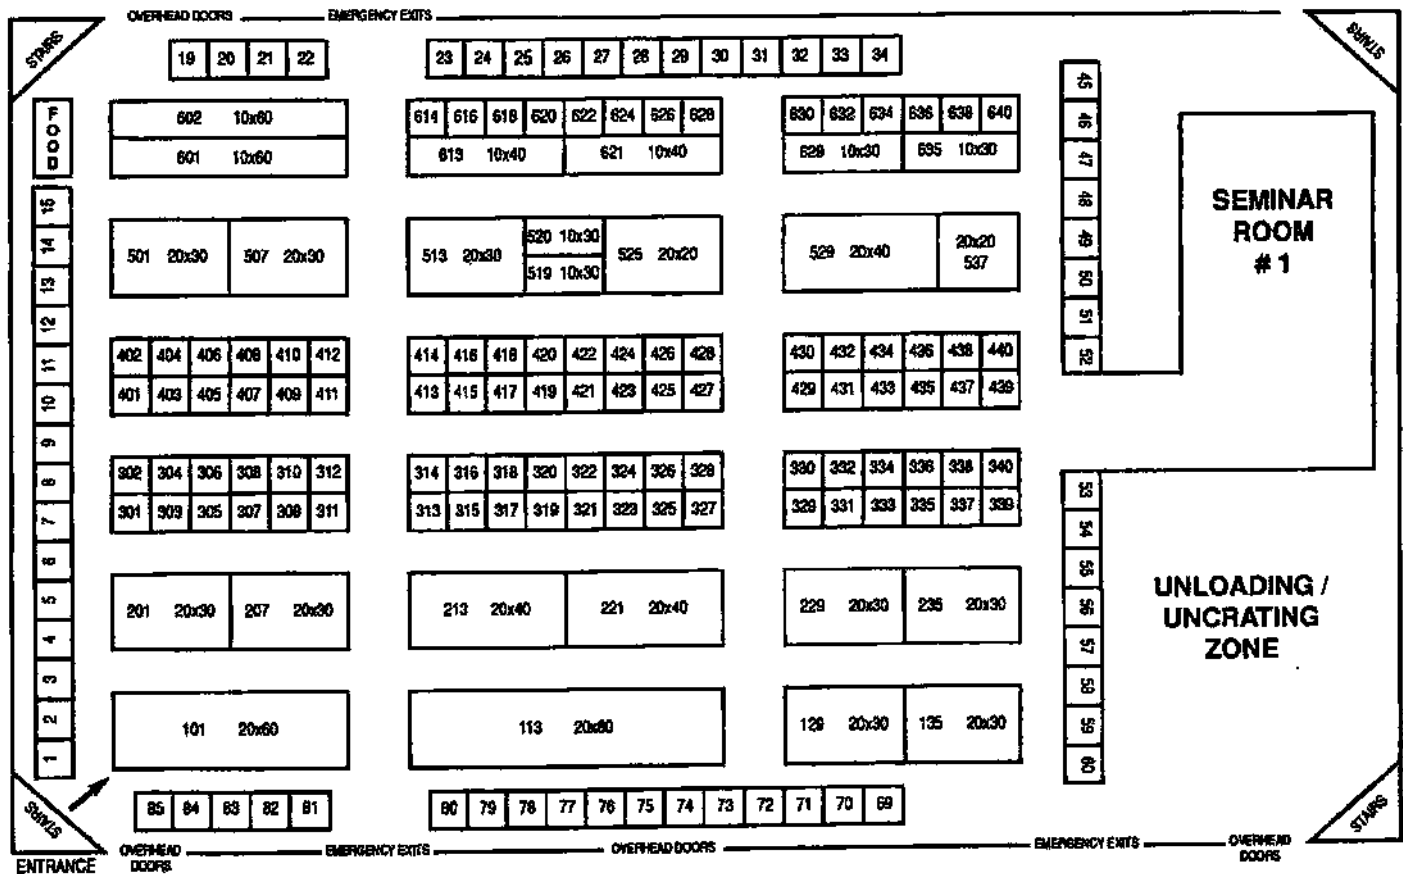 OVERHEAD DOORS EMERGENCY EXITS
STAIRS STAIRS
19 20 21 22 23 24 25 26 27 28 29 30 31 32 33 34
FOOD
602 10x60
601 10x60
614 616 618 620 622 624 626 628
613 10x40 621 10x40
630 632 634 636 638 640
629 10x30 635 10x30
45
46
47
48
49
50
51
52
SEMINAR
ROOM
# 1
15
14
13
12
11
10
9
8
7
6
5
4
3
2
1
501 20x30 507 20x30
513 20x30 520 10x30 525 20x20
519 10x30
529 20x40 20x20
537
402 404 406 408 410 412 414 416 418 420 422 424 426 428 430 432 434 436 438 440
401 403 405 407 409 411 413 415 417 419 421 423 425 427 429 431 433 435 437 439
302 304 306 308 310 312 314 316 318 320 322 324 326 328 330 332 334 336 338 340
301 303 305 307 309 311 313 315 317 319 321 323 325 327 329 331 333 335 337 339
53
54
55
56
57
58
59
60
UNLOADING /
UNCRATING
ZONE
201 20x30 207 20x30 213 20x40 221 20x40 229 20x30 235 20x30
101 20x60 113 20x80 129 20x30 135 20x30
85 84 83 82 81 80 79 78 77 76 75 74 73 72 71 70 69
STAIRS STAIRS
ENTRANCE
OVERHEAD
DOORS
EMERGENCY EXITS OVERHEAD DOORS EMERGENCY EXITS
OVERHEAD
DOORS